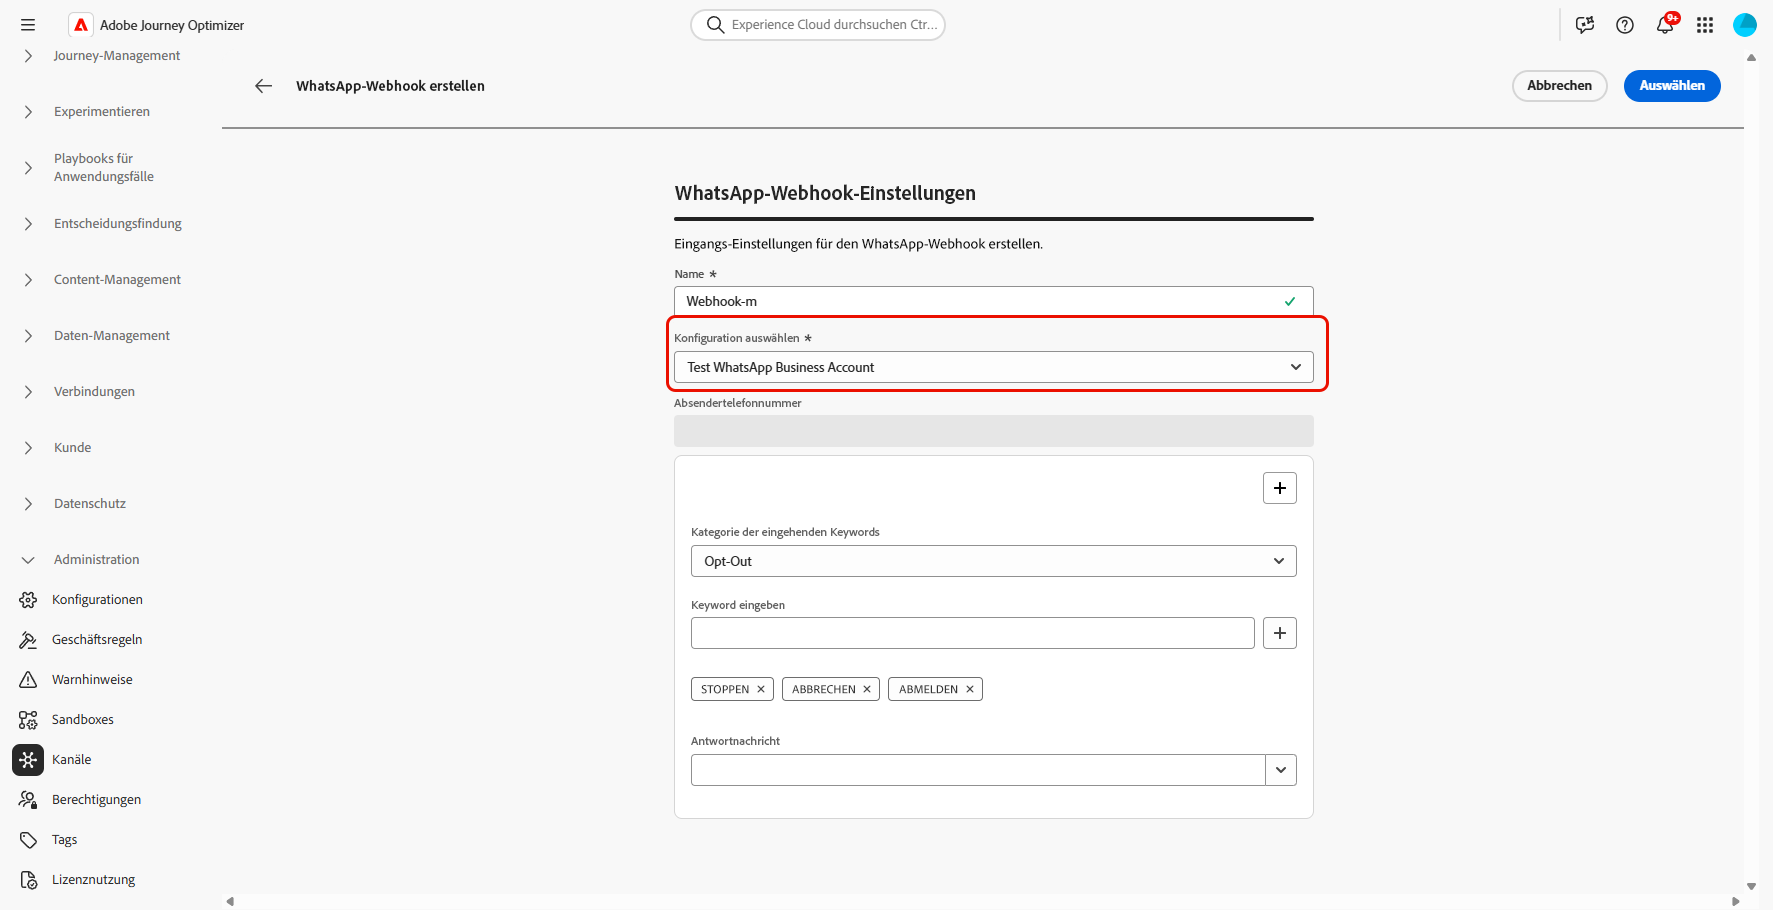 Adobe Journey Optimizer
Experience Cloud durchsuchen Ctr...
9+
Journey-Management
Experimentieren
Playbooks für
Anwendungsfälle
Entscheidungsfindung
Content-Management
Daten-Management
Verbindungen
Kunde
Datenschutz
Administration
Konfigurationen
Geschäftsregeln
Warnhinweise
Sandboxes
Kanäle
Berechtigungen
Tags
Lizenznutzung
WhatsApp-Webhook erstellen
Abbrechen
Auswählen
WhatsApp-Webhook-Einstellungen
Eingangs-Einstellungen für den WhatsApp-Webhook erstellen.
Name *
Webhook-m
Konfiguration auswählen *
Test WhatsApp Business Account
Absendertelefonnummer
Kategorie der eingehenden Keywords
Opt-Out
Keyword eingeben
STOPPEN
ABBRECHEN
ABMELDEN
Antwortnachricht